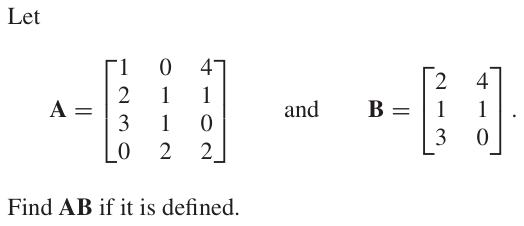 Let
A = [1 0 4
2 1 1
3 1 0
0 2 2] and B = [2 4
1 1
3 0].
Find AB if it is defined.